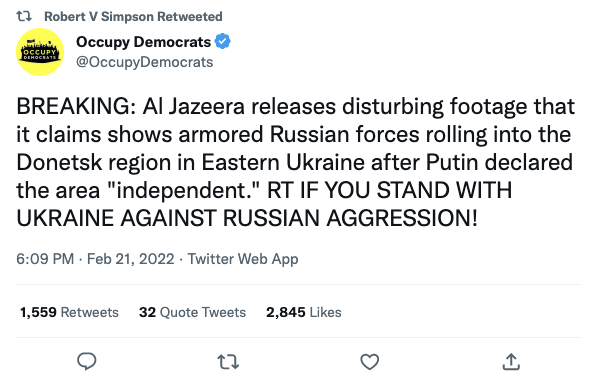 Robert V Simpson Retweeted
OCCUPY
DEMOCRATS
Occupy Democrats
@OccupyDemocrats
BREAKING: Al Jazeera releases disturbing footage that
it claims shows armored Russian forces rolling into the
Donetsk region in Eastern Ukraine after Putin declared
the area "independent." RT IF YOU STAND WITH
UKRAINE AGAINST RUSSIAN AGGRESSION!
6:09 PM · Feb 21, 2022 · Twitter Web App
1,559 Retweets 32 Quote Tweets 2,845 Likes